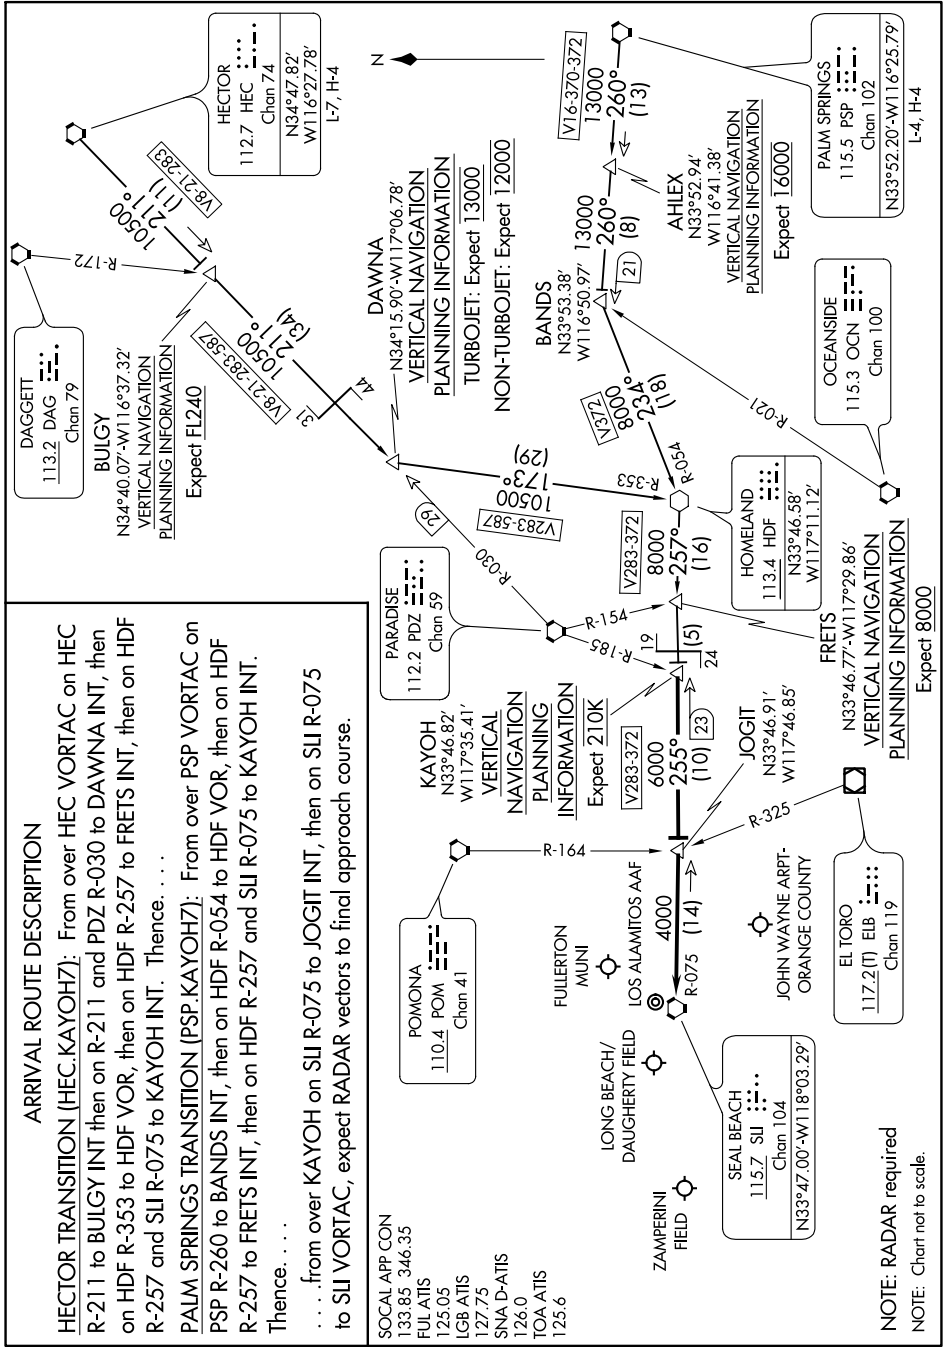 ARRIVAL ROUTE DESCRIPTION
HECTOR TRANSITION (HEC.KAYOH7): From over HEC VORTAC on HEC
R-211 to BULGY INT then on R-211 and PDZ R-030 to DAWNA INT, then
on HDF R-353 to HDF VOR, then on HDF R-257 to FRETS INT, then on HDF
R-257 and SLI R-075 to KAYOH INT. Thence. . . .
PALM SPRINGS TRANSITION (PSP.KAYOH7): From over PSP VORTAC on
PSP R-260 to BANDS INT, then on HDF R-054 to HDF VOR, then on HDF
R-257 to FRETS INT, then on HDF R-257 and SLI R-075 to KAYOH INT.
Thence. . . .
. . . .from over KAYOH on SLI R-075 to JOGIT INT, then on SLI R-075
to SLI VORTAC, expect RADAR vectors to final approach course.
SOCAL APP CON
133.85 346.35
FUL ATIS
125.05
LGB ATIS
127.75
SNA D-ATIS
126.0
TOA ATIS
125.6
DAGGETT
113.2 DAG
Chan 79
R-172
HECTOR
112.7 HEC
Chan 74
N34°47.82'
W116°27.78'
L-7, H-4
V8-21-283
10500
211°
(11)
BULGY
N34°40.07'-W116°37.32'
VERTICAL NAVIGATION
PLANNING INFORMATION
Expect FL240
V8-21-283-587
10500
211°
(34)
31
44
N
DAWNA
N34°15.90'-W117°06.78'
VERTICAL NAVIGATION
PLANNING INFORMATION
TURBOJET: Expect 13000
NON-TURBOJET: Expect 12000
PARADISE
112.2 PDZ
Chan 59
R-030
29
R-154
R-185
V283-587
10500
173°
(29)
R-353
V16-370-372
13000
260°
(13)
PALM SPRINGS
115.5 PSP
Chan 102
N33°52.20'-W116°25.79'
L-4, H-4
AHLEX
N33°52.94'
W116°41.38'
VERTICAL NAVIGATION
PLANNING INFORMATION
Expect 16000
13000
260°
(8)
21
BANDS
N33°53.38'
W116°50.97'
V372
8000
234°
(18)
R-054
R-021
OCEANSIDE
115.3 OCN
Chan 100
HOMELAND
113.4 HDF
N33°46.58'
W117°11.12'
V283-372
8000
257°
(16)
FRETS
N33°46.77'-W117°29.86'
VERTICAL NAVIGATION
PLANNING INFORMATION
Expect 8000
19
24
(5)
KAYOH
N33°46.82'
W117°35.41'
VERTICAL
NAVIGATION
PLANNING
INFORMATION
Expect 210K
V283-372
6000
255°
(10)
23
JOGIT
N33°46.91'
W117°46.85'
POMONA
110.4 POM
Chan 41
R-164
R-325
EL TORO
117.2(T) ELB
Chan 119
4000
(14)
R-075
FULLERTON
MUNI
LOS ALAMITOS AAF
JOHN WAYNE ARPT-
ORANGE COUNTY
LONG BEACH/
DAUGHERTY FIELD
SEAL BEACH
115.7 SLI
Chan 104
N33°47.00'-W118°03.29'
ZAMPERINI
FIELD
NOTE: RADAR required
NOTE: Chart not to scale.